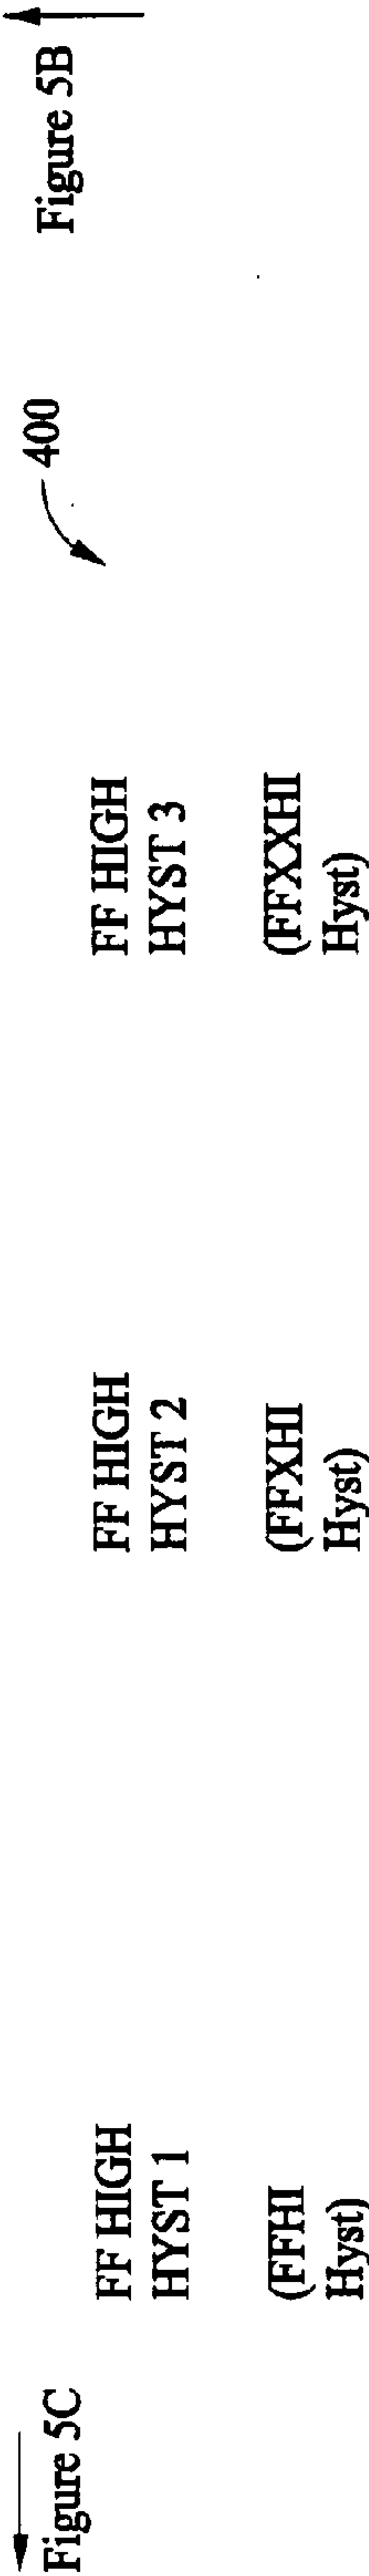 Figure 5C
Figure 5B
400
FF HIGH
HYST 1
(FFHI
Hyst)
FF HIGH
HYST 2
(FFXHI
Hyst)
FF HIGH
HYST 3
(FFXXHI
Hyst)